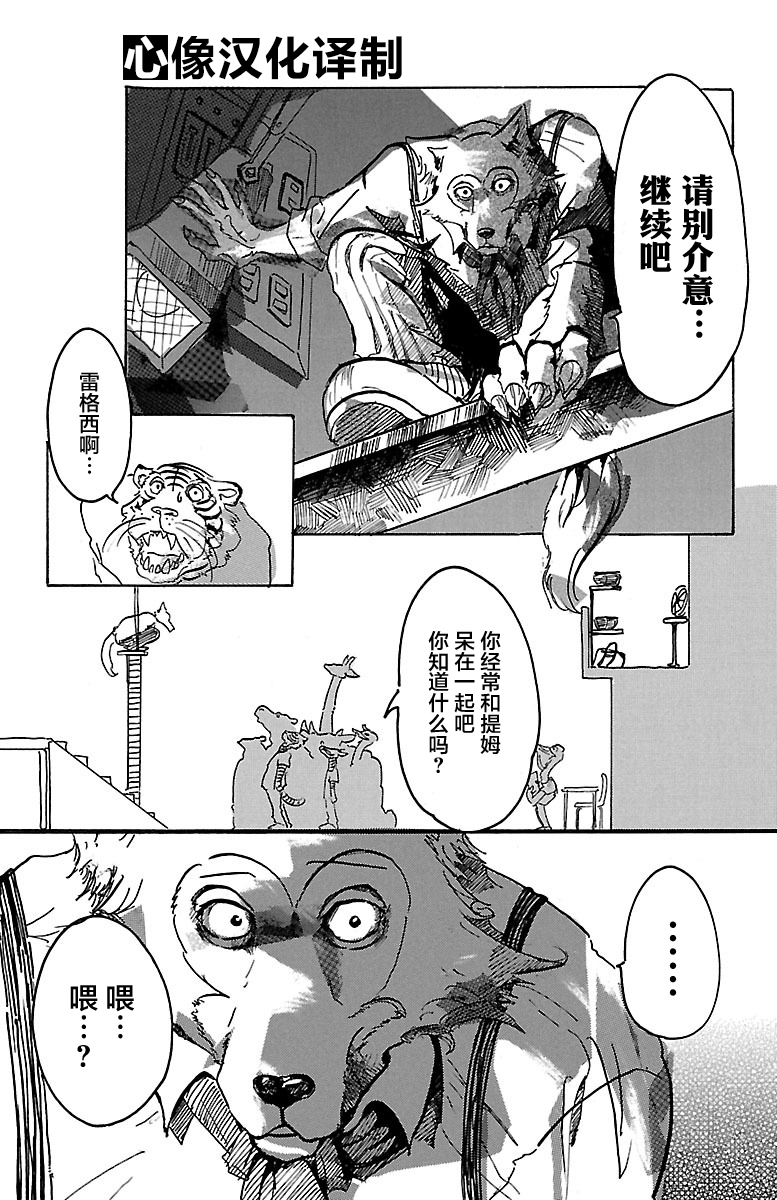 心像汉化译制
请别介意…
继续吧
雷格西啊…
你经常和提姆
呆在一起吧
你知道什么吗?
……
喂…
喂…?